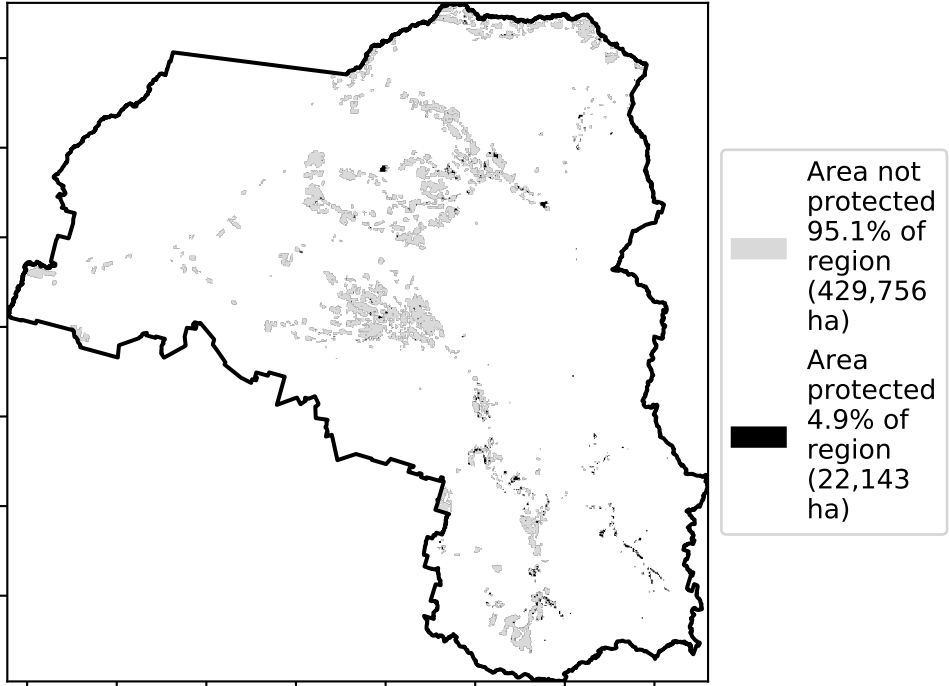 Area not
protected
95.1% of
region
(429,756
ha)
Area
protected
4.9% of
region
(22,143
ha)